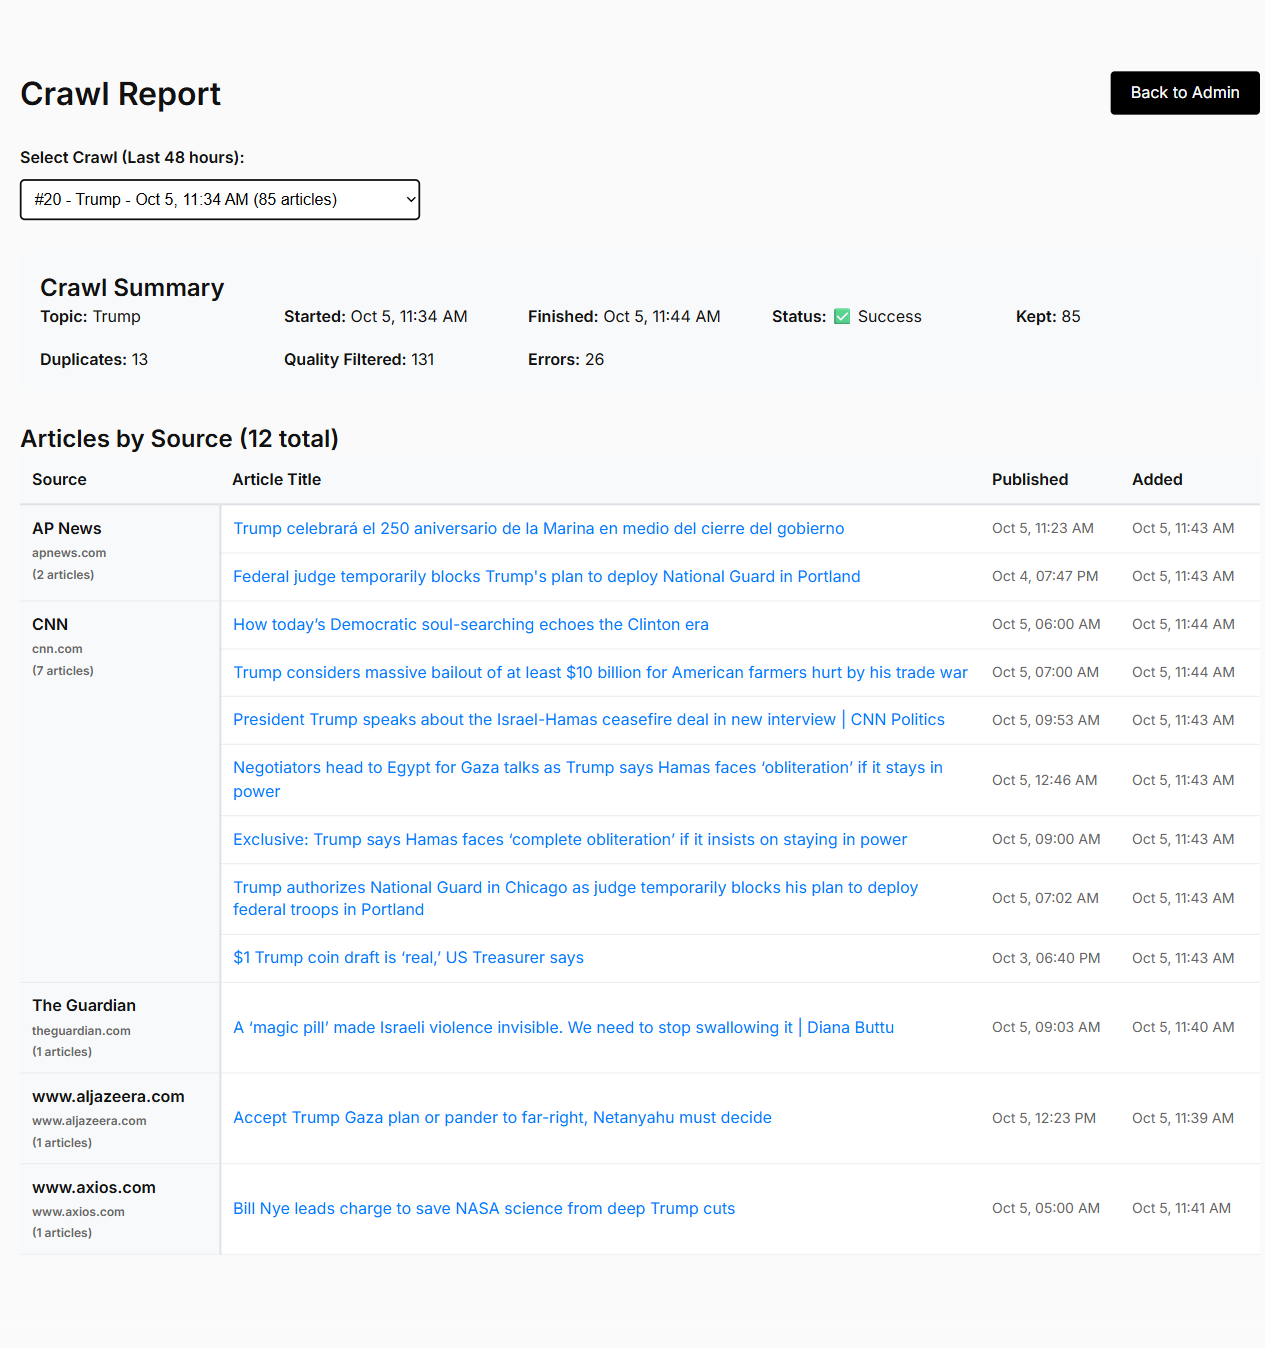 Crawl Report
Back to Admin
Select Crawl (Last 48 hours):
#20 - Trump - Oct 5, 11:34 AM (85 articles)
Crawl Summary
Topic: Trump
Started: Oct 5, 11:34 AM
Finished: Oct 5, 11:44 AM
Status: ✅ Success
Kept: 85
Duplicates: 13
Quality Filtered: 131
Errors: 26
Articles by Source (12 total)
Source
Article Title
Published
Added
AP News
apnews.com
(2 articles)
Trump celebrará el 250 aniversario de la Marina en medio del cierre del gobierno
Oct 5, 11:23 AM
Oct 5, 11:43 AM
Federal judge temporarily blocks Trump's plan to deploy National Guard in Portland
Oct 4, 07:47 PM
Oct 5, 11:43 AM
CNN
cnn.com
(7 articles)
How today’s Democratic soul-searching echoes the Clinton era
Oct 5, 06:00 AM
Oct 5, 11:44 AM
Trump considers massive bailout of at least $10 billion for American farmers hurt by his trade war
Oct 5, 07:00 AM
Oct 5, 11:44 AM
President Trump speaks about the Israel-Hamas ceasefire deal in new interview | CNN Politics
Oct 5, 09:53 AM
Oct 5, 11:43 AM
Negotiators head to Egypt for Gaza talks as Trump says Hamas faces ‘obliteration’ if it stays in
power
Oct 5, 12:46 AM
Oct 5, 11:43 AM
Exclusive: Trump says Hamas faces ‘complete obliteration’ if it insists on staying in power
Oct 5, 09:00 AM
Oct 5, 11:43 AM
Trump authorizes National Guard in Chicago as judge temporarily blocks his plan to deploy
federal troops in Portland
Oct 5, 07:02 AM
Oct 5, 11:43 AM
$1 Trump coin draft is ‘real,’ US Treasurer says
Oct 3, 06:40 PM
Oct 5, 11:43 AM
The Guardian
theguardian.com
(1 articles)
A ‘magic pill’ made Israeli violence invisible. We need to stop swallowing it | Diana Buttu
Oct 5, 09:03 AM
Oct 5, 11:40 AM
www.aljazeera.com
www.aljazeera.com
(1 articles)
Accept Trump Gaza plan or pander to far-right, Netanyahu must decide
Oct 5, 12:23 PM
Oct 5, 11:39 AM
www.axios.com
www.axios.com
(1 articles)
Bill Nye leads charge to save NASA science from deep Trump cuts
Oct 5, 05:00 AM
Oct 5, 11:41 AM